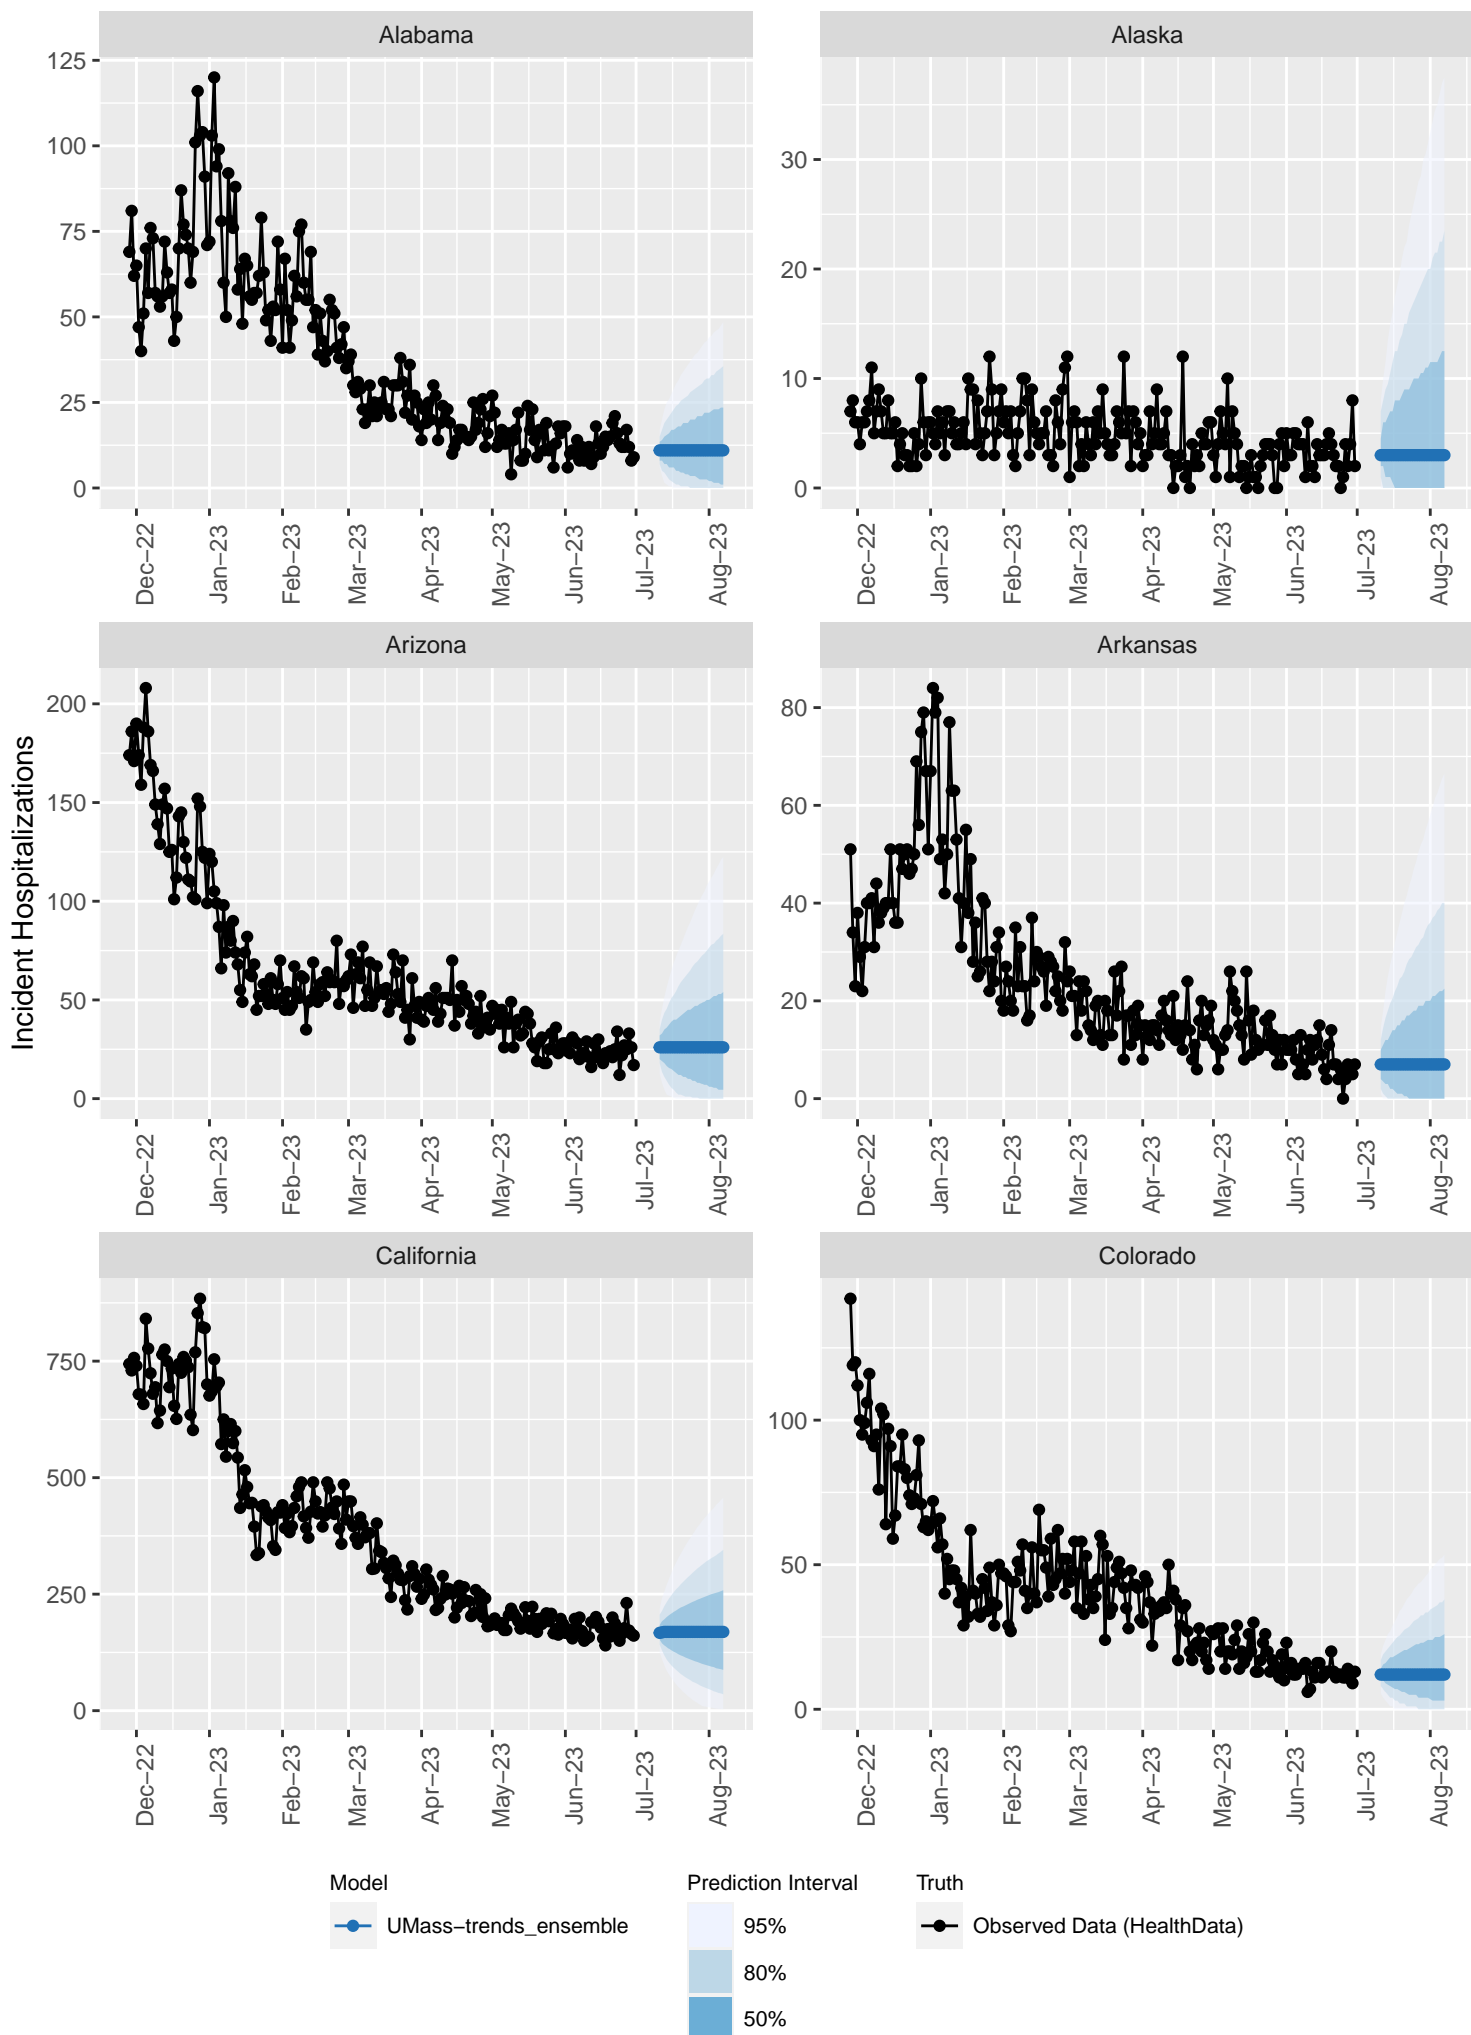 Alabama
Alaska
125
100
75
50
25
0
30
20
10
0
Dec−22
Jan−23
Feb−23
Mar−23
Apr−23
May−23
Jun−23
Jul−23
Aug−23
Dec−22
Jan−23
Feb−23
Mar−23
Apr−23
May−23
Jun−23
Jul−23
Aug−23
Incident Hospitalizations
Arizona
Arkansas
200
150
100
50
0
80
60
40
20
0
Dec−22
Jan−23
Feb−23
Mar−23
Apr−23
May−23
Jun−23
Jul−23
Aug−23
Dec−22
Jan−23
Feb−23
Mar−23
Apr−23
May−23
Jun−23
Jul−23
Aug−23
California
Colorado
750
500
250
0
100
50
0
Dec−22
Jan−23
Feb−23
Mar−23
Apr−23
May−23
Jun−23
Jul−23
Aug−23
Dec−22
Jan−23
Feb−23
Mar−23
Apr−23
May−23
Jun−23
Jul−23
Aug−23
Model
UMass−trends_ensemble
Prediction Interval
95%
80%
50%
Truth
Observed Data (HealthData)